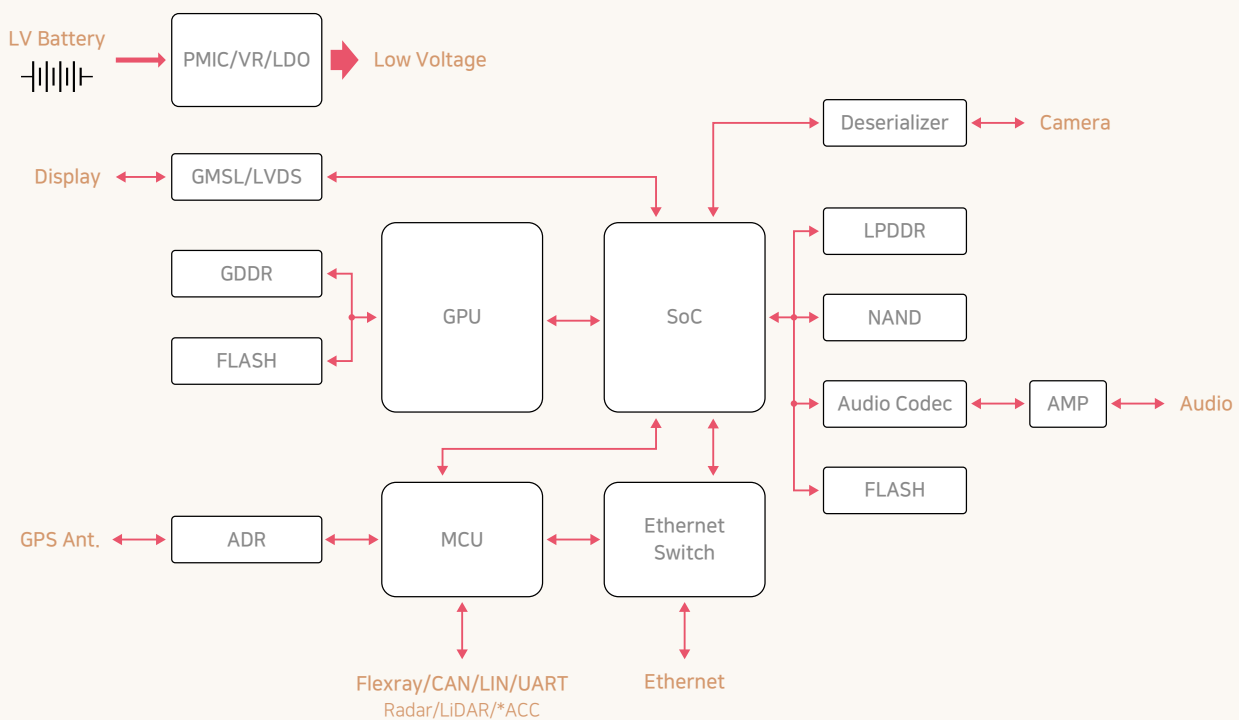 LV Battery
PMIC/VR/LDO
Low Voltage
Deserializer
Camera
Display
GMSL/LVDS
LPDDR
GDDR
GPU
SoC
NAND
FLASH
Audio Codec
AMP
Audio
FLASH
GPS Ant.
ADR
MCU
Ethernet
Switch
Flexray/CAN/LIN/UART
Radar/LiDAR/*ACC
Ethernet